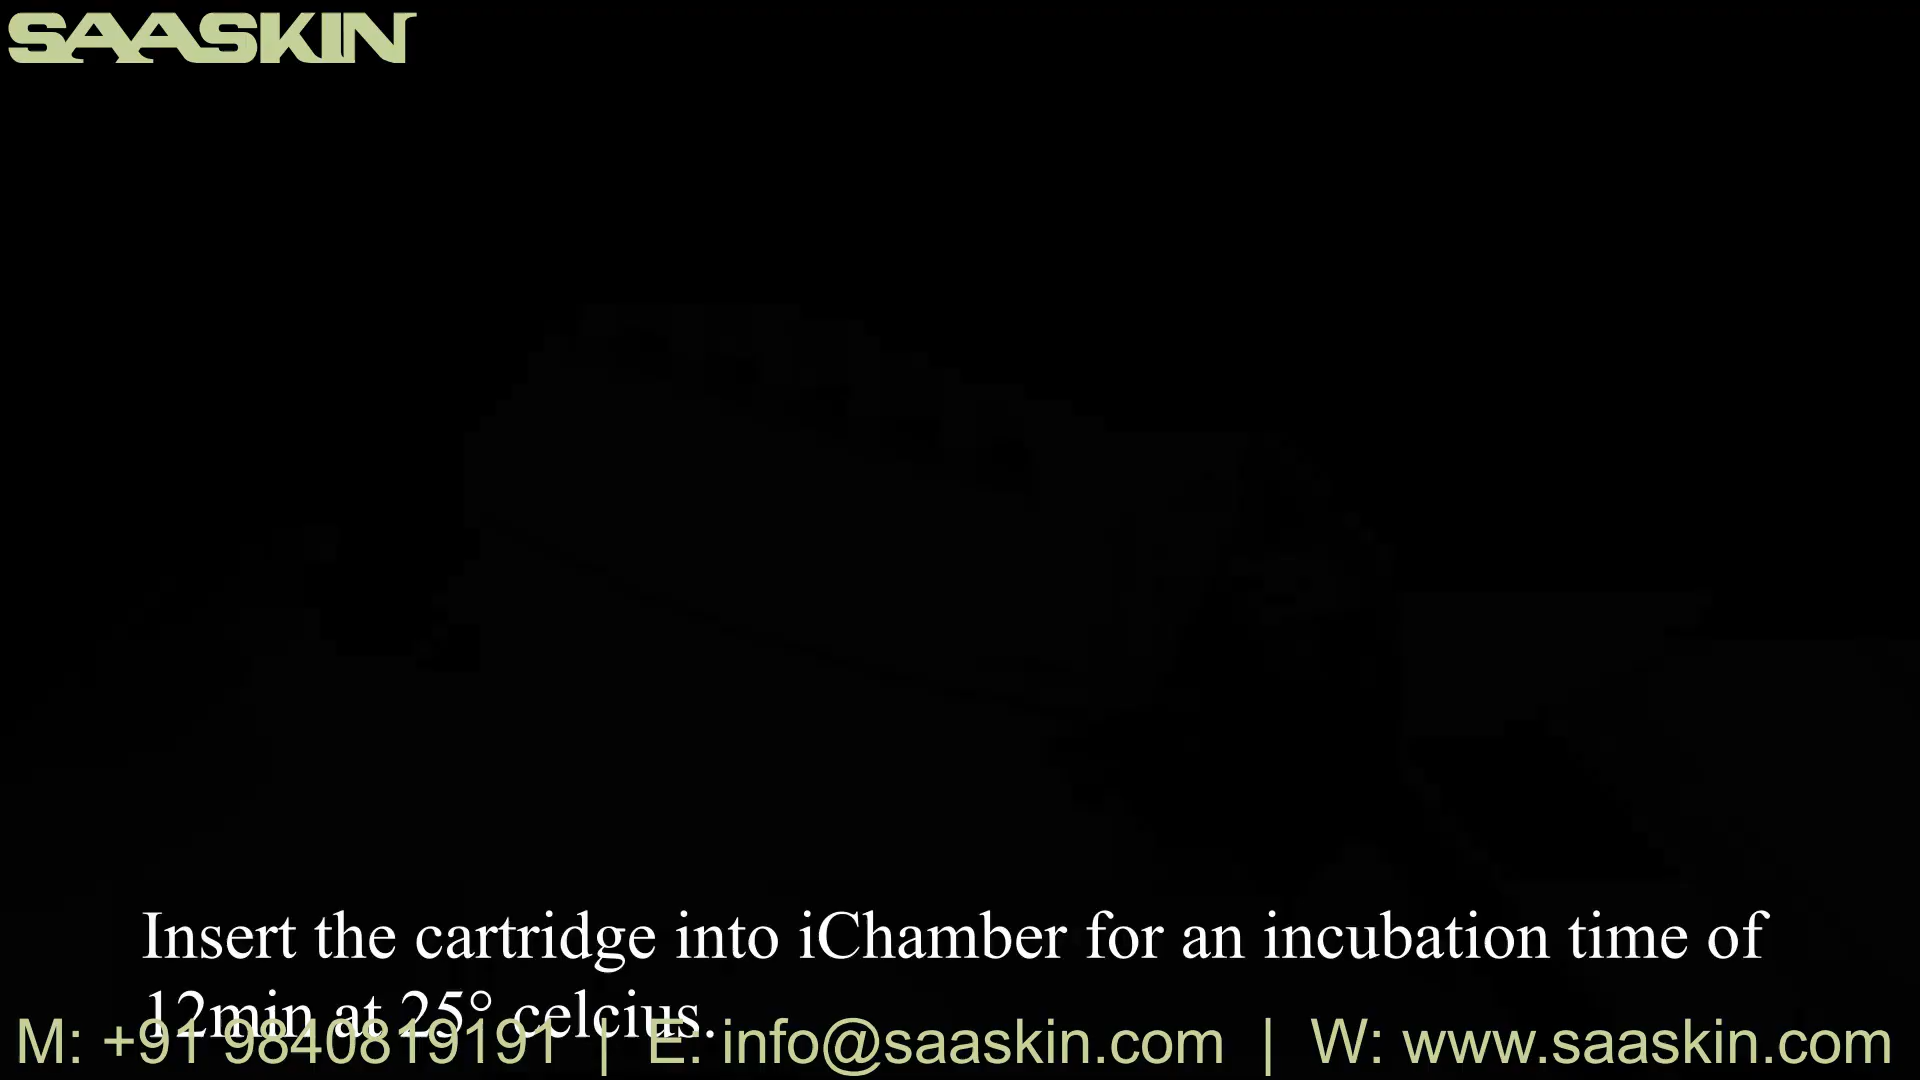 SAASKIN
Insert the cartridge into iChamber for an incubation time of
12min at 25° celcius.
M: +91 9840819191 | E: info@saaskin.com | W: www.saaskin.com